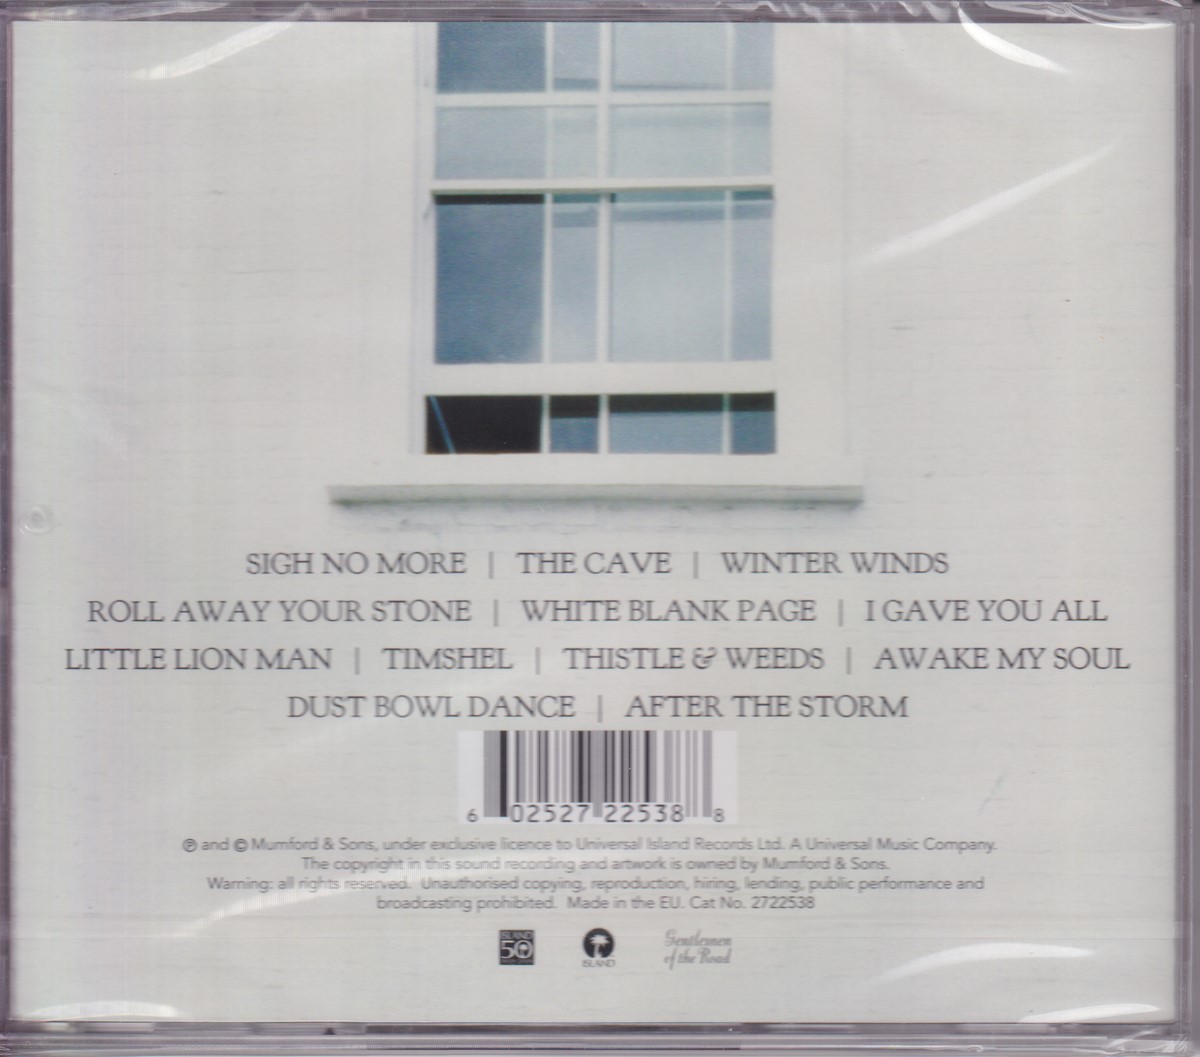 SIGH NO MORE | THE CAVE | WINTER WINDS
ROLL AWAY YOUR STONE | WHITE BLANK PAGE | I GAVE YOU ALL
LITTLE LION MAN | TIMSHEL | THISTLE & WEEDS | AWAKE MY SOUL
DUST BOWL DANCE | AFTER THE STORM
6 02527 22538 8
℗ and © Mumford & Sons, under exclusive licence to Universal Island Records Ltd. A Universal Music Company.
The copyright in this sound recording and artwork is owned by Mumford & Sons.
Warning: all rights reserved. Unauthorised copying, reproduction, hiring, lending, public performance and
broadcasting prohibited. Made in the EU. Cat No. 2722538
ISLAND
50
ISLAND
Gentlemen
of the Road